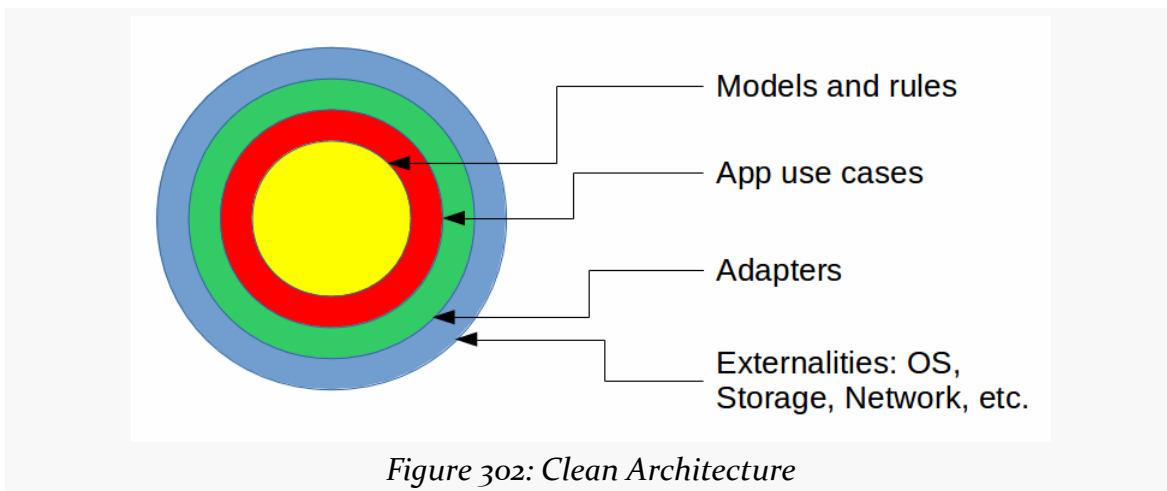 Models and rules
App use cases
Adapters
Externalities: OS,
Storage, Network, etc.
Figure 302: Clean Architecture